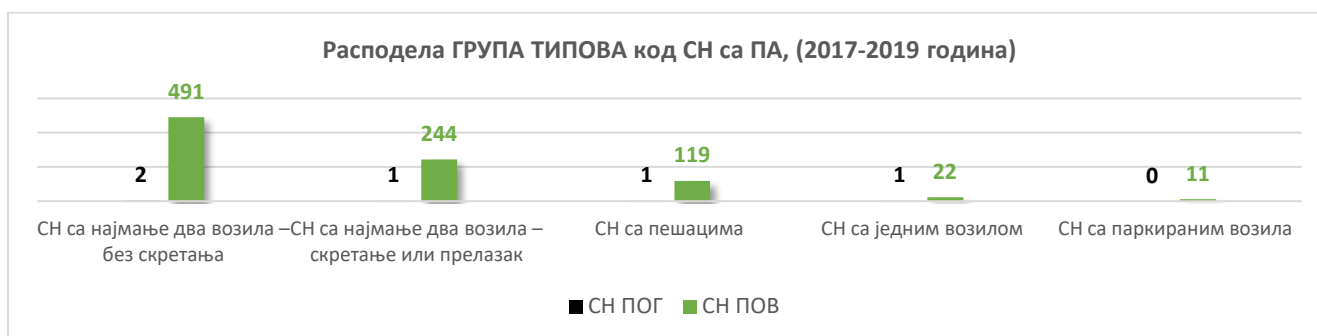 Расподела ГРУПА ТИПОВА код СН са ПА, (2017-2019 година)
491
2
244
1
119
1
22
1
11
0
СН са најмање два возила – без скретања
СН са најмање два возила – скретање или прелазак
СН са пешацима
СН са једним возилом
СН са паркираним возила
СН ПОГ
СН ПОВ